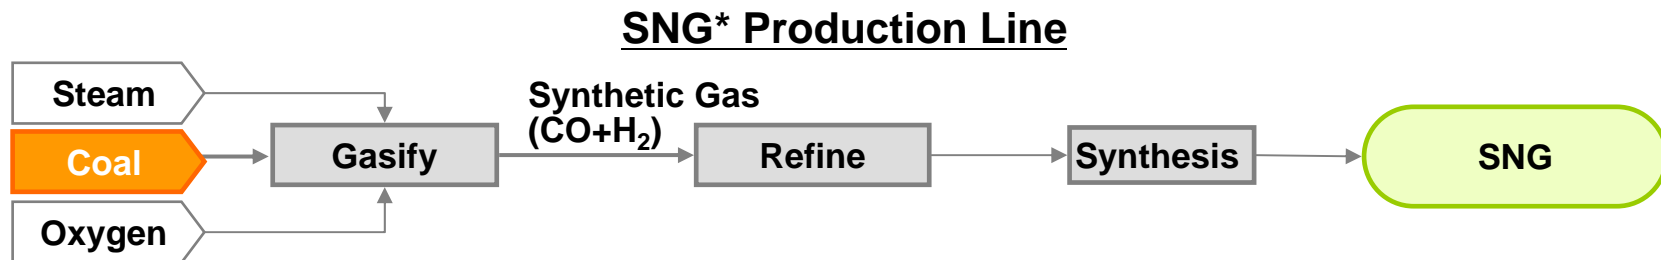 SNG* Production Line
Steam
Coal
Oxygen
Gasify
Synthetic Gas
(CO+H₂)
Refine
Synthesis
SNG